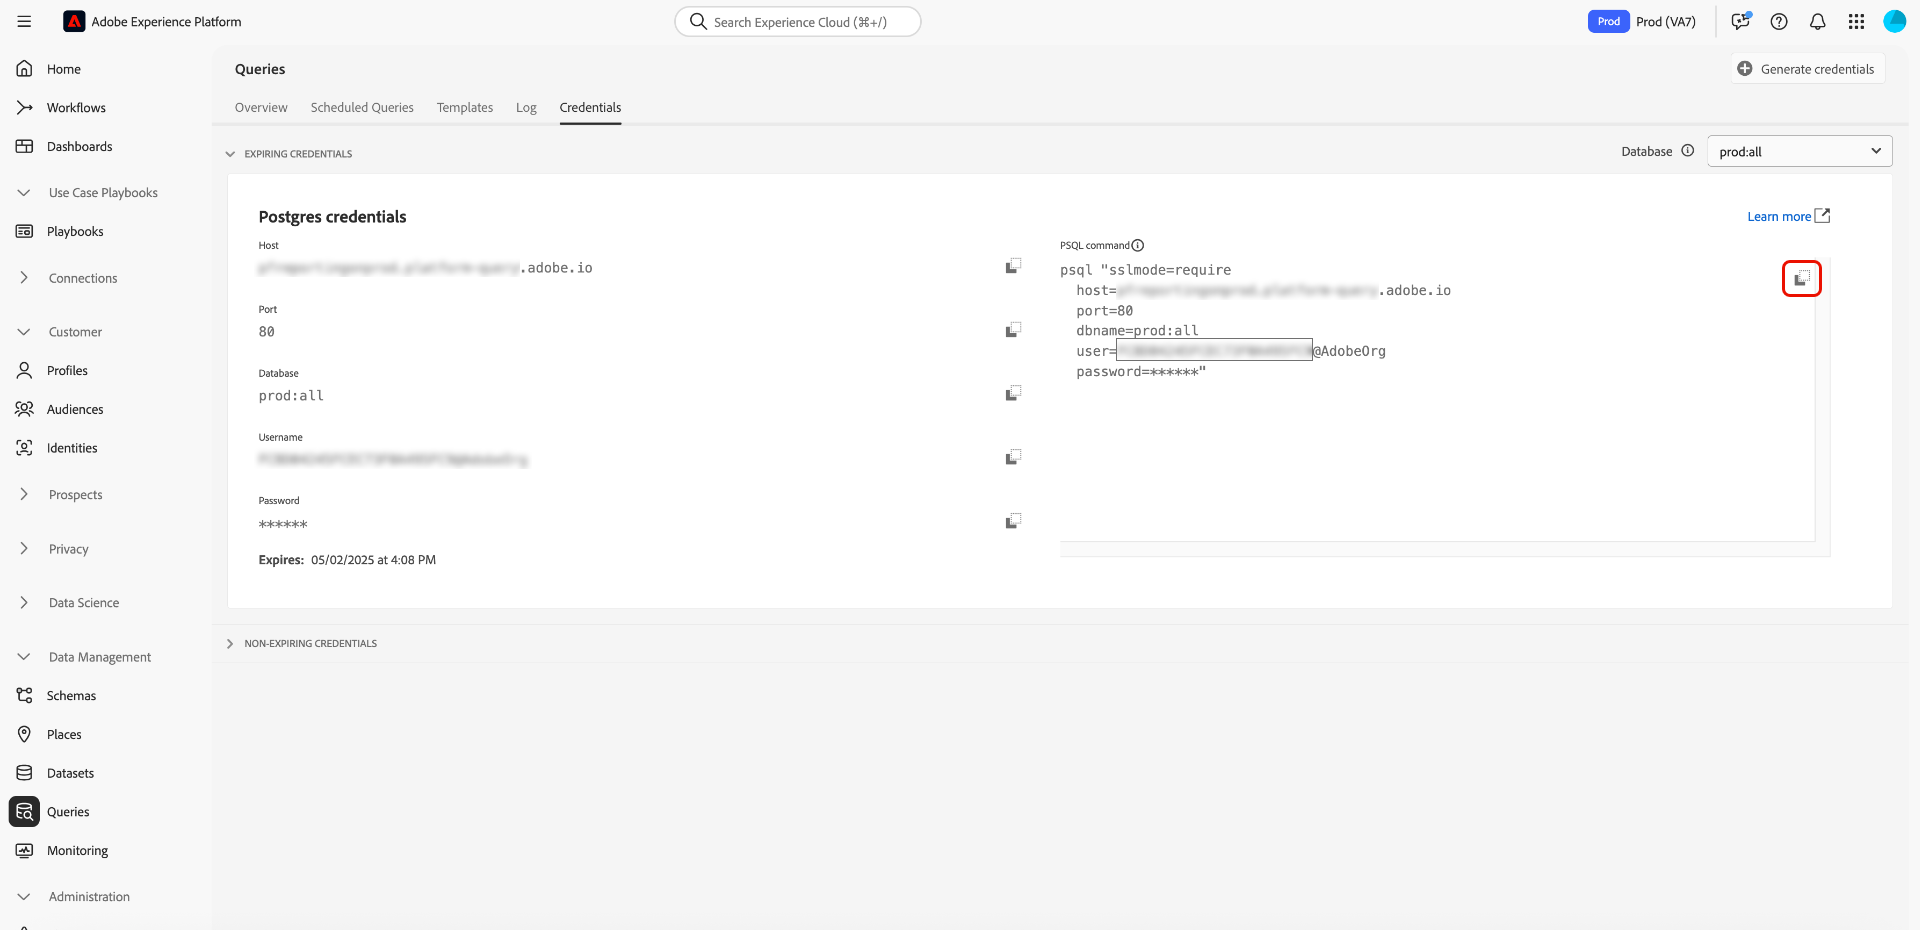 Adobe Experience Platform
Search Experience Cloud (⌘+/)
Prod
Prod (VA7)
Home
Workflows
Dashboards
Use Case Playbooks
Playbooks
Connections
Customer
Profiles
Audiences
Identities
Prospects
Privacy
Data Science
Data Management
Schemas
Places
Datasets
Queries
Monitoring
Administration
Queries
Generate credentials
Overview
Scheduled Queries
Templates
Log
Credentials
EXPIRING CREDENTIALS
Database
prod:all
Postgres credentials
Learn more
Host
.adobe.io
Port
80
Database
prod:all
Username
Password
******
Expires: 05/02/2025 at 4:08 PM
PSQL command
psql "sslmode=require
host=
.adobe.io
port=80
dbname=prod:all
user=
@AdobeOrg
password=******"
NON-EXPIRING CREDENTIALS